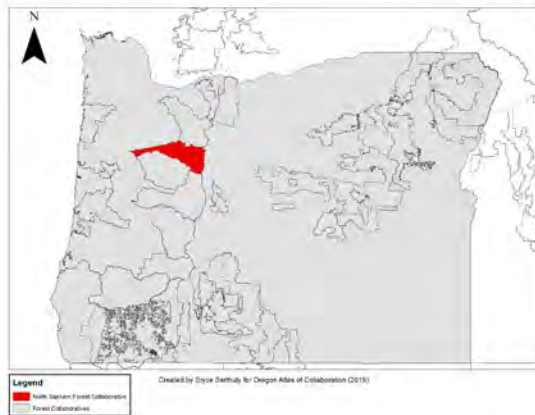 N
Legend
North Santiam Forest Collaborative
Forest Collaboratives
Created by Bryce Berthuly for Oregon Atlas of Collaboration (2019)